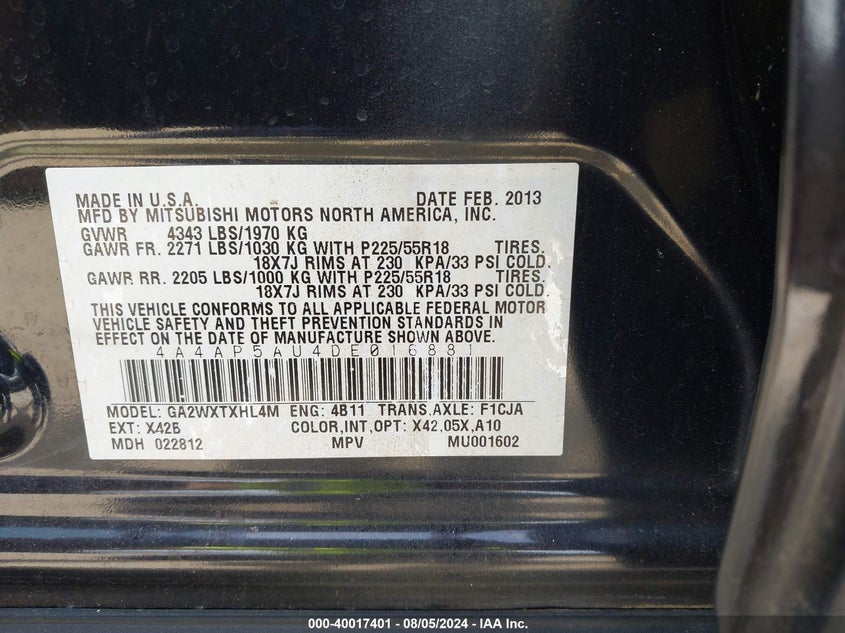 MADE IN U.S.A. DATE FEB. 2013
MFD BY MITSUBISHI MOTORS NORTH AMERICA, INC.
GVWR 4343 LBS/1970 KG
GAWR FR. 2271 LBS/1030 KG WITH P225/55R18 TIRES.
18X7J RIMS AT 230 KPA/33 PSI COLD.
GAWR RR. 2205 LBS/1000 KG WITH P225/55R18 TIRES.
18X7J RIMS AT 230 KPA/33 PSI COLD.
THIS VEHICLE CONFORMS TO ALL APPLICABLE FEDERAL MOTOR
VEHICLE SAFETY AND THEFT PREVENTION STANDARDS IN
EFFECT ON THE DATE OF MANUFACTURE SHOWN ABOVE.
4A4AP5AU4DE016881
MODEL: GA2WXTXHL4M ENG: 4B11 TRANS.AXLE: F1CJA
EXT: X42B COLOR,INT,OPT: X42,05X,A10
MDH 022812 MPV MU001602
000-40017401 - 08/05/2024 - IAAI.com